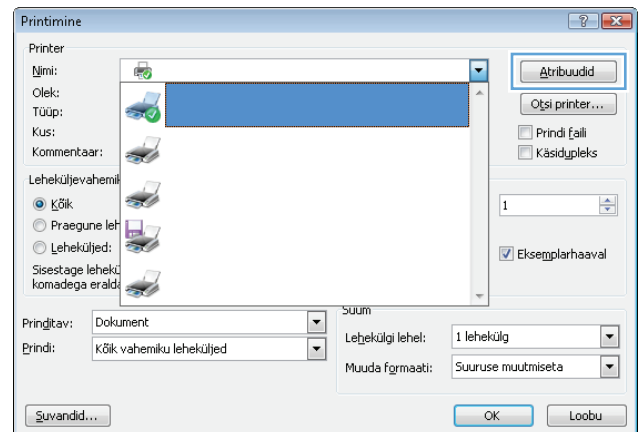 Printimine
Printer
Nimi:
Atribuudid
Olek:
Tüüp:
Otsi printer...
Kus:
Prindi faili
Kommentaar:
Käsidupleks
Leheküljevahemik
Kõik
1
Praegune leh
Leheküljed:
Eksemplarhaaval
Sisestage lehekü
komadega eralda
Suum
Prinditav: Dokument
Lehekülgi lehel: 1 lehekülg
Prindi: Kõik vahemiku leheküljed
Muuda formaati: Suuruse muutmiseta
Suvandid...
OK
Loobu